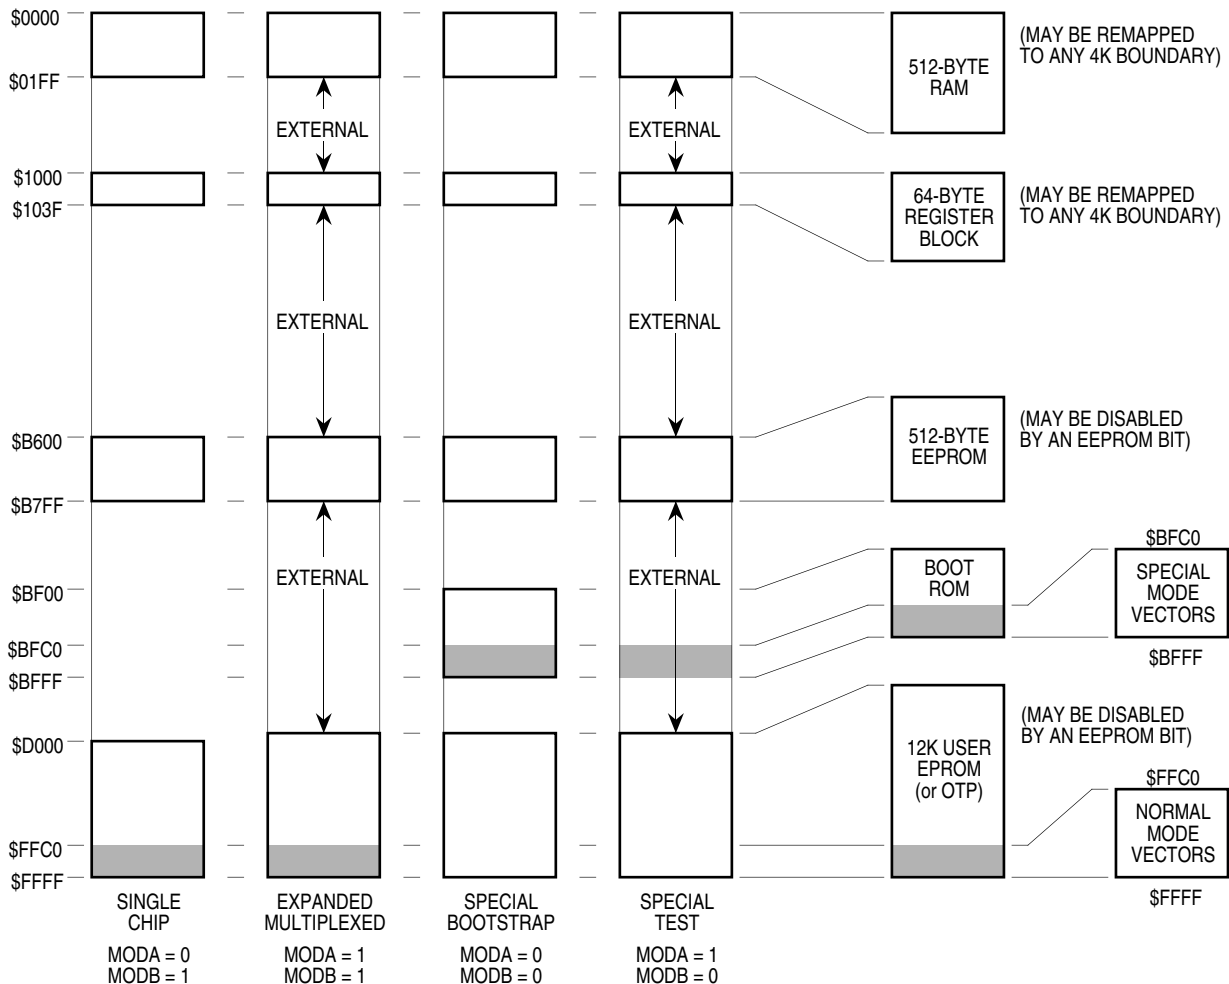 $0000
$01FF
$1000
$103F
$B600
$B7FF
$BF00
$BFC0
$BFFF
$D000
$FFC0
$FFFF
EXTERNAL
EXTERNAL
EXTERNAL
EXTERNAL
EXTERNAL
EXTERNAL
512-BYTE
RAM
(MAY BE REMAPPED
TO ANY 4K BOUNDARY)
64-BYTE
REGISTER
BLOCK
(MAY BE REMAPPED
TO ANY 4K BOUNDARY)
512-BYTE
EEPROM
(MAY BE DISABLED
BY AN EEPROM BIT)
BOOT
ROM
$BFC0
SPECIAL
MODE
VECTORS
$BFFF
12K USER
EPROM
(or OTP)
(MAY BE DISABLED
BY AN EEPROM BIT)
$FFC0
NORMAL
MODE
VECTORS
$FFFF
SINGLE
CHIP
MODA = 0
MODB = 1
EXPANDED
MULTIPLEXED
MODA = 1
MODB = 1
SPECIAL
BOOTSTRAP
MODA = 0
MODB = 0
SPECIAL
TEST
MODA = 1
MODB = 0